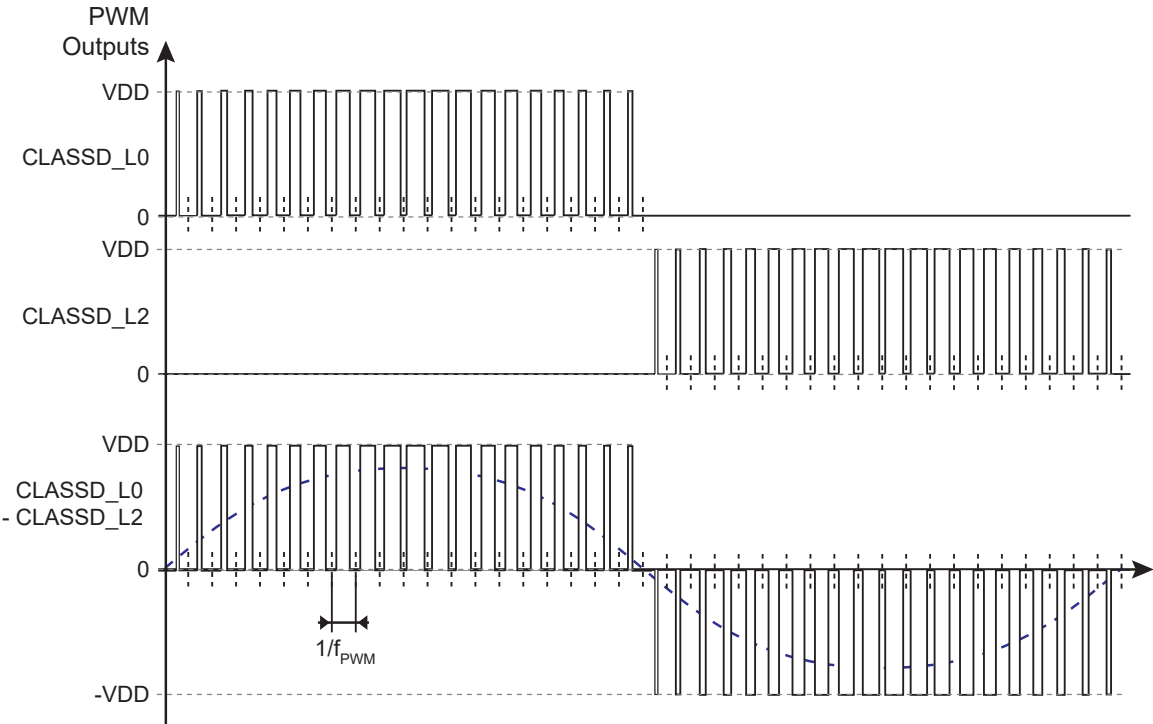 PWM
Outputs
VDD
CLASSD_L0
0
VDD
CLASSD_L2
0
VDD
CLASSD_L0
- CLASSD_L2
0
1/fPWM
-VDD